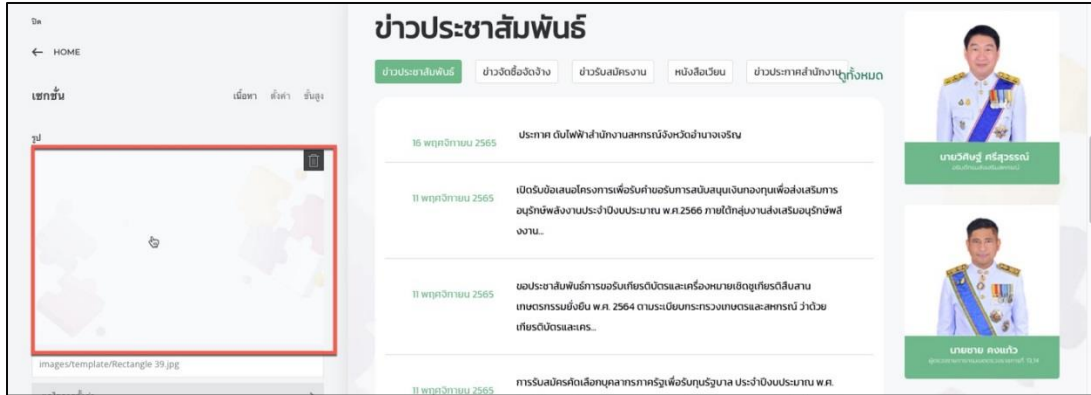 ปิด
← HOME
เซกชั่น
เนื้อหา ตั้งค่า ขั้นสูง
รูป
images/template/Rectangle 39.jpg
ข่าวประชาสัมพันธ์
ข่าวประชาสัมพันธ์ ข่าวจัดซื้อจัดจ้าง ข่าวรับสมัครงาน หนังสือเวียน ข่าวประกาศสำนักงาน ดูทั้งหมด
16 พฤศจิกายน 2565 ประกาศ ดับไฟฟ้าสำนักงานสหกรณ์จังหวัดอำนาจเจริญ
11 พฤศจิกายน 2565 เปิดรับข้อเสนอโครงการเพื่อรับคำขอรับการสนับสนุนเงินกองทุนเพื่อส่งเสริมการ
อนุรักษ์พลังงานประจำปีงบประมาณ พ.ศ.2566 ภายใต้กลุ่มงานส่งเสริมอนุรักษ์พลั
งงาน...
11 พฤศจิกายน 2565 ขอประชาสัมพันธ์การขอรับเกียรติบัตรและเครื่องหมายเชิดชูเกียรติสืบสาน
เกษตรกรรมยั่งยืน พ.ศ. 2564 ตามระเบียบกระทรวงเกษตรและสหกรณ์ ว่าด้วย
เกียรติบัตรและเคร...
11 พฤศจิกายน 2565 การรับสมัครคัดเลือกบุคลากรภาครัฐเพื่อรับทุนรัฐบาล ประจำปีงบประมาณ พ.ศ.
นายวิศิษฐ์ ศรีสุวรรณ์
นายชาย คงแก้ว